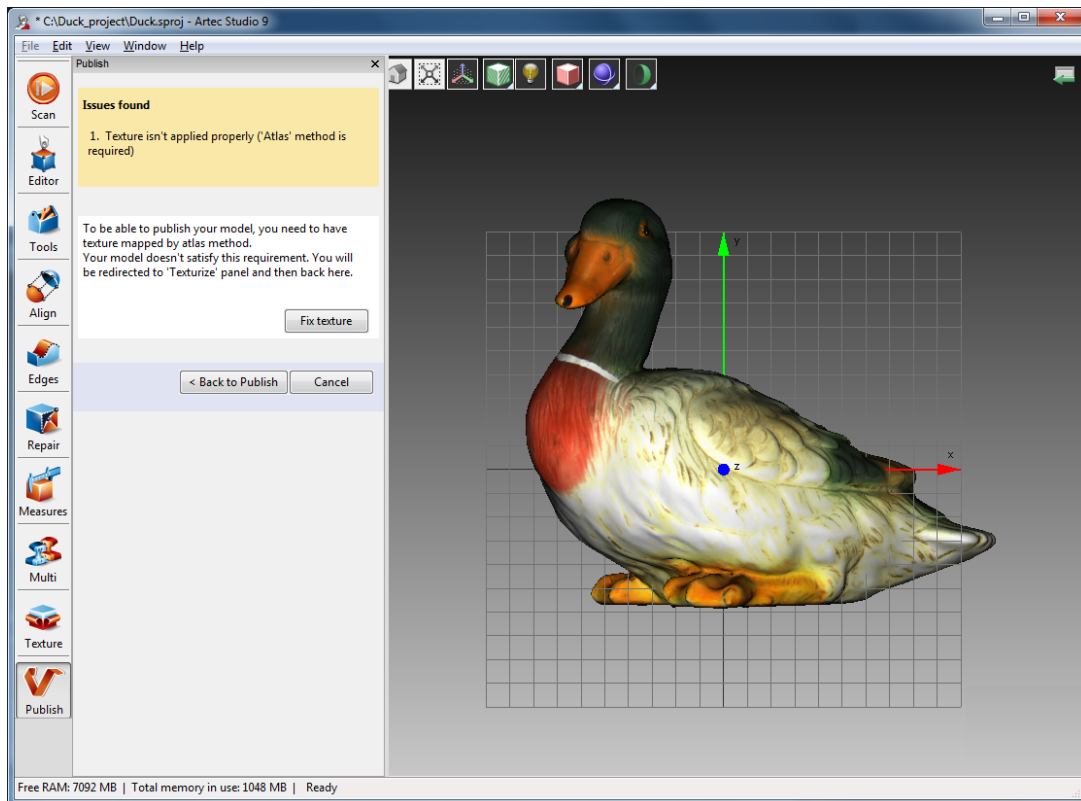 * C:\Duck_project\Duck.sproj - Artec Studio 9
File Edit View Window Help
Publish
Scan
Editor
Tools
Align
Edges
Repair
Measures
Multi
Texture
Publish
Issues found
1. Texture isn't applied properly ('Atlas' method is
required)
To be able to publish your model, you need to have
texture mapped by atlas method.
Your model doesn't satisfy this requirement. You will
be redirected to 'Texturize' panel and then back here.
Fix texture
< Back to Publish Cancel
y
x
z
Free RAM: 7092 MB | Total memory in use: 1048 MB | Ready